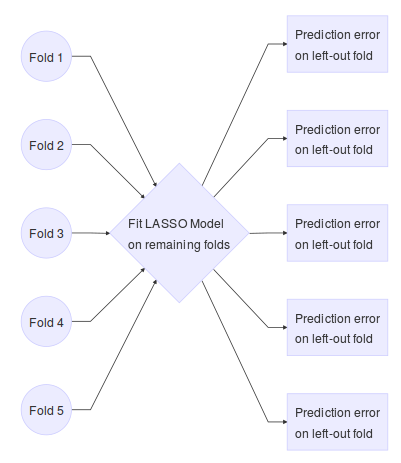 Fold 1
Fold 2
Fold 3
Fold 4
Fold 5
Fit LASSO Model
on remaining folds
Prediction error
on left-out fold
Prediction error
on left-out fold
Prediction error
on left-out fold
Prediction error
on left-out fold
Prediction error
on left-out fold